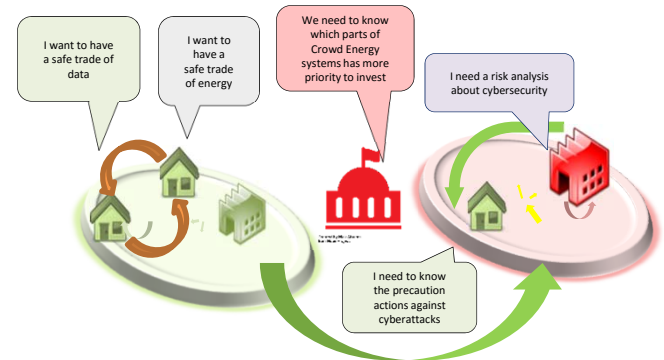 I want to have
a safe trade of
data
I want to
have a
safe trade
of energy
We need to know
which parts of
Crowd Energy
systems has more
priority to invest
I need a risk analysis
about cybersecurity
I need to know
the precaution
actions against
cyberattacks